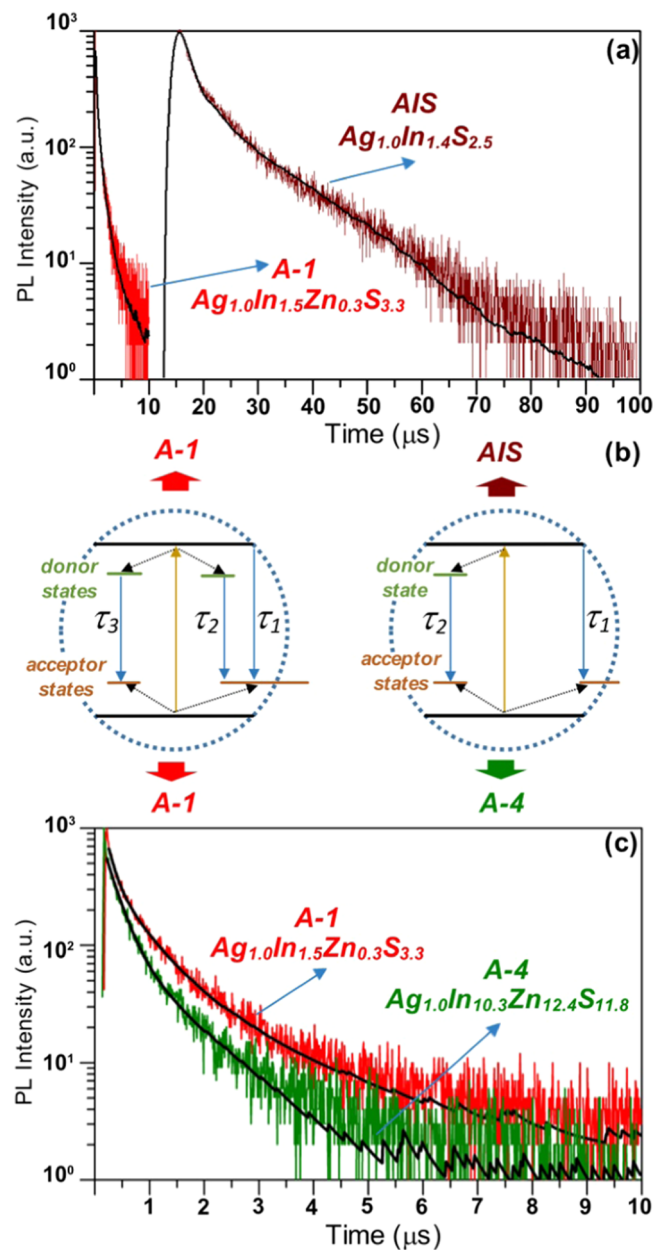 (a)
PL Intensity (a.u.)
10³
10²
10¹
10⁰
AIS
Ag₁.₀In₁.₄S₂.₅
A-1
Ag₁.₀In₁.₅Zn₀.₃S₃.₃
10 20 30 40 50 60 70 80 90 100
Time (μs)
(b)
A-1
AIS
donor
states
τ₃
τ₂
τ₁
acceptor
states
donor
state
τ₂
τ₁
acceptor
states
A-1
A-4
(c)
PL Intensity (a.u.)
10³
10²
10¹
10⁰
A-1
Ag₁.₀In₁.₅Zn₀.₃S₃.₃
A-4
Ag₁.₀In₁₀.₃Zn₁₂.₄S₁₁.₈
1 2 3 4 5 6 7 8 9 10
Time (μs)